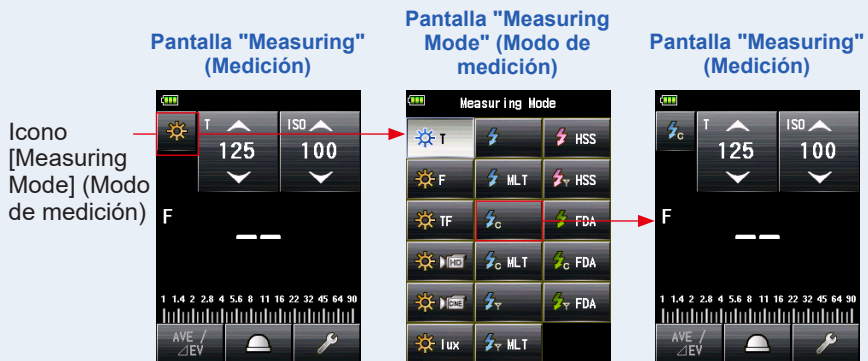 Pantalla "Measuring"
(Medición)
Pantalla "Measuring
Mode" (Modo de
medición)
Pantalla "Measuring"
(Medición)
Icono
[Measuring
Mode] (Modo
de medición)
T
125
ISO
100
F
1 1.4 2 2.8 4 5.6 8 11 16 22 32 45 64 90
AVE /
⊿EV
Measuring Mode
T
HSS
F
MLT
HSS
TF
C
FDA
HD
C MLT
C FDA
CINE
FDA
lux
MLT
C
T
125
ISO
100
F
1 1.4 2 2.8 4 5.6 8 11 16 22 32 45 64 90
AVE /
⊿EV